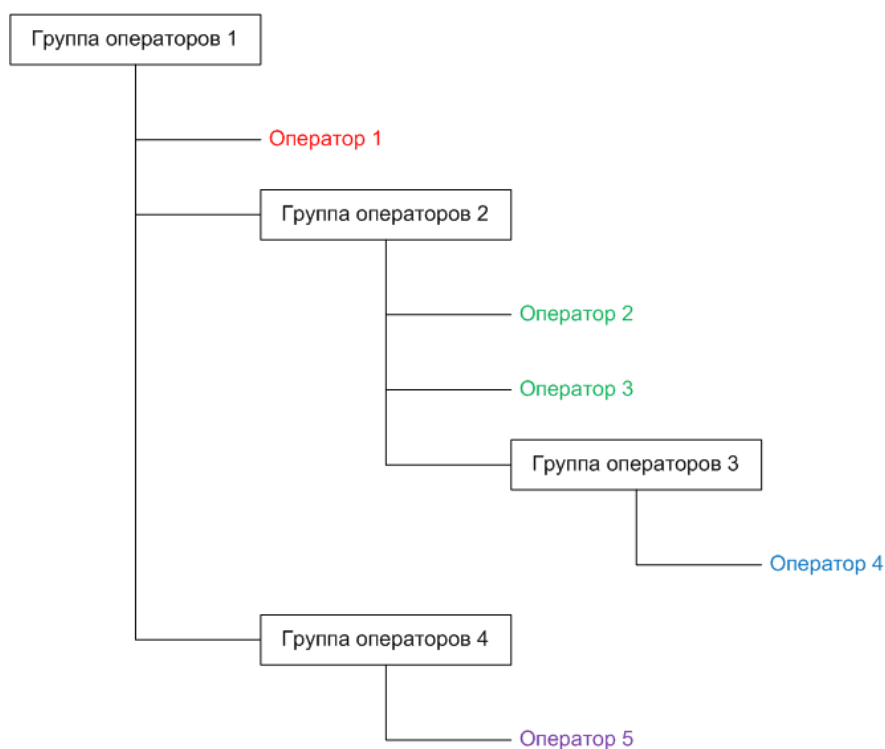 Группа операторов 1
Оператор 1
Группа операторов 2
Оператор 2
Оператор 3
Группа операторов 3
Оператор 4
Группа операторов 4
Оператор 5